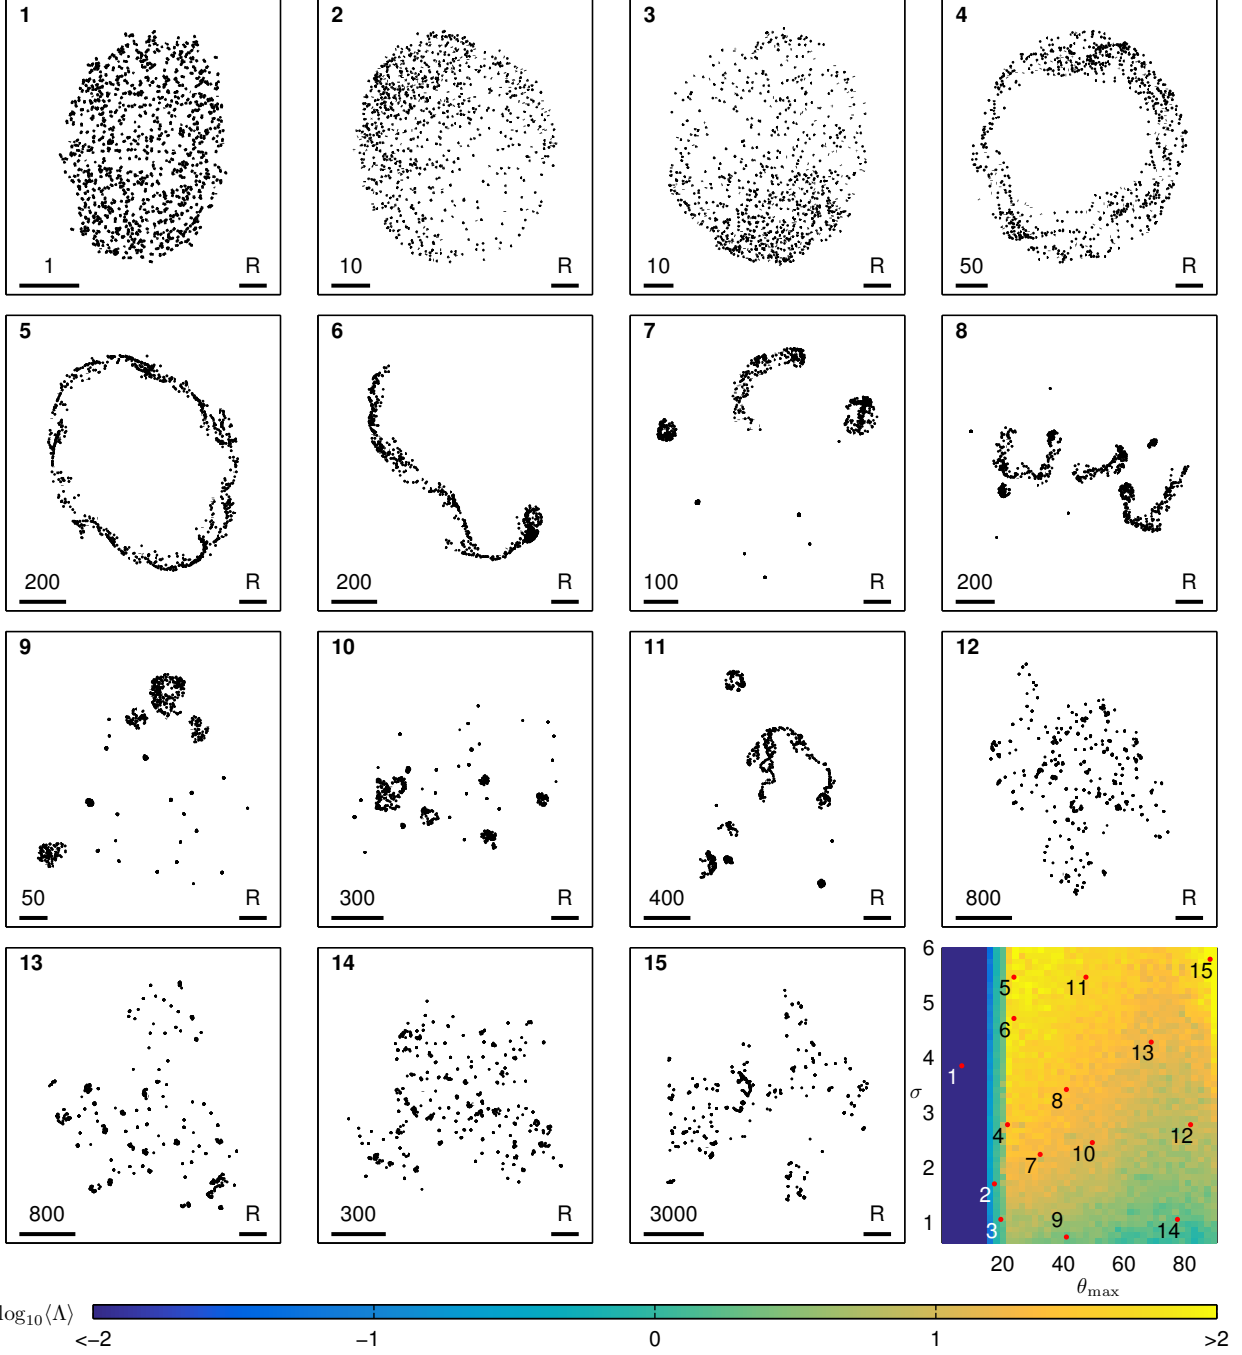 1 2 3 4
1 R 10 R 10 R 50 R
5 6 7 8
200 R 200 R 100 R 200 R
9 10 11 12
50 R 300 R 400 R 800 R
13 14 15
800 R 300 R 3000 R
6
5
4
σ
3
2
1
15
5 11
6
13
1
8
4 12
10
7
2
9
3 14
20 40 60 80
θmax
log10⟨Λ⟩
<−2 −1 0 1 >2